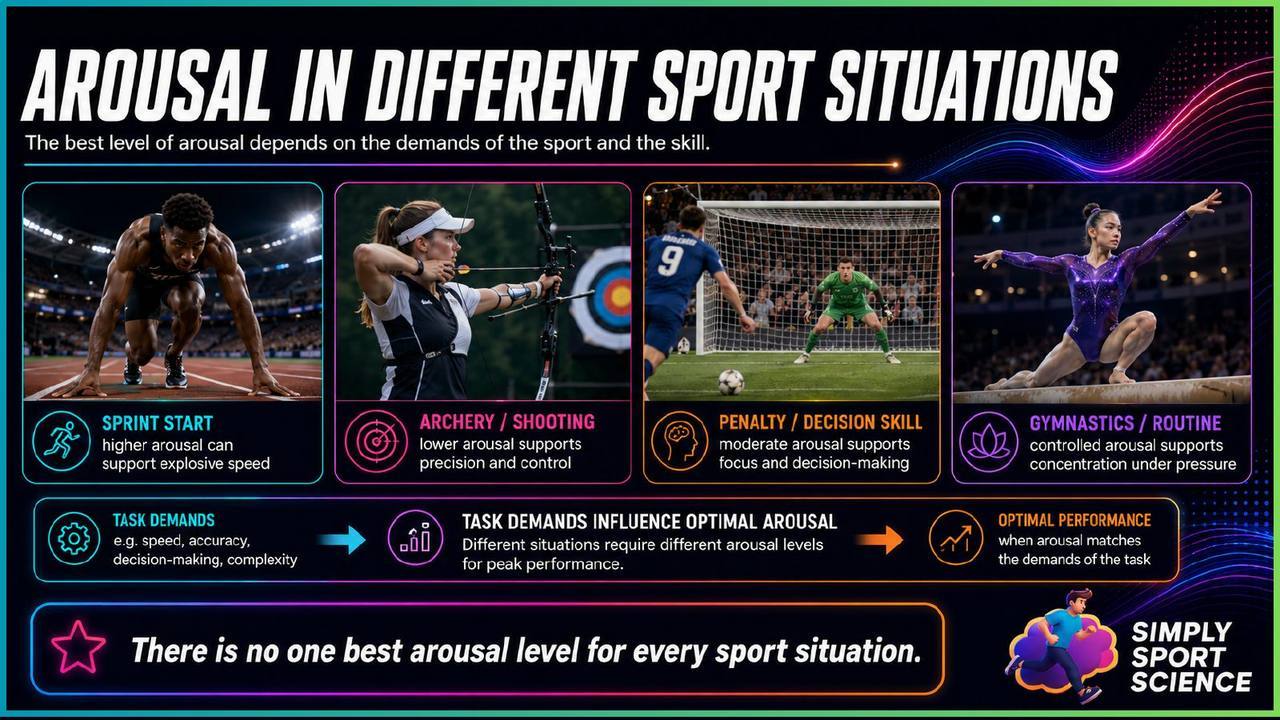 AROUSAL IN DIFFERENT SPORT SITUATIONS
The best level of arousal depends on the demands of the sport and the skill.
9
SPRINT START
higher arousal can
support explosive speed
ARCHERY / SHOOTING
lower arousal supports
precision and control
PENALTY / DECISION SKILL
moderate arousal supports
focus and decision-making
GYMNASTICS / ROUTINE
controlled arousal supports
concentration under pressure
TASK DEMANDS
e.g. speed, accuracy,
decision-making, complexity
TASK DEMANDS INFLUENCE OPTIMAL AROUSAL
Different situations require different arousal levels
for peak performance.
OPTIMAL PERFORMANCE
when arousal matches
the demands of the task
There is no one best arousal level for every sport situation.
SIMPLY
SPORT
SCIENCE